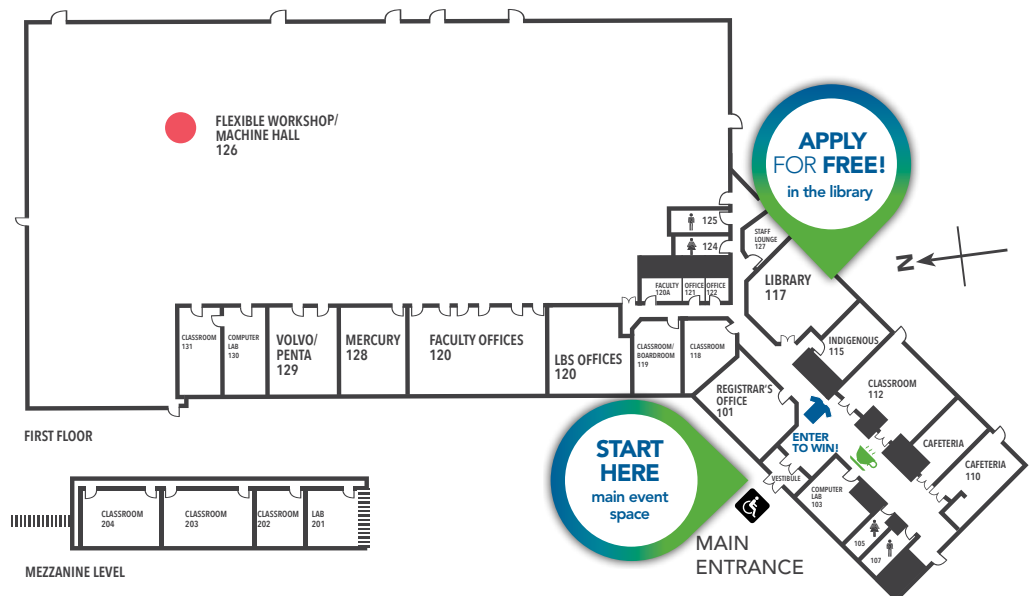 FLEXIBLE WORKSHOP/
MACHINE HALL
126
APPLY
FOR FREE!
in the library
125
124
STAFF
LOUNGE
127
N
FACULTY
120A
OFFICE
121
OFFICE
122
LIBRARY
117
CLASSROOM
131
COMPUTER
LAB
130
VOLVO/
PENTA
129
MERCURY
128
FACULTY OFFICES
120
LBS OFFICES
120
CLASSROOM/
BOARDROOM
119
CLASSROOM
118
INDIGENOUS
115
REGISTRAR'S
OFFICE
101
CLASSROOM
112
ENTER
TO WIN!
CAFETERIA
CAFETERIA
110
FIRST FLOOR
START
HERE
main event
space
VESTIBULE
COMPUTER
LAB
103
105
107
MAIN
ENTRANCE
CLASSROOM
204
CLASSROOM
203
CLASSROOM
202
LAB
201
MEZZANINE LEVEL